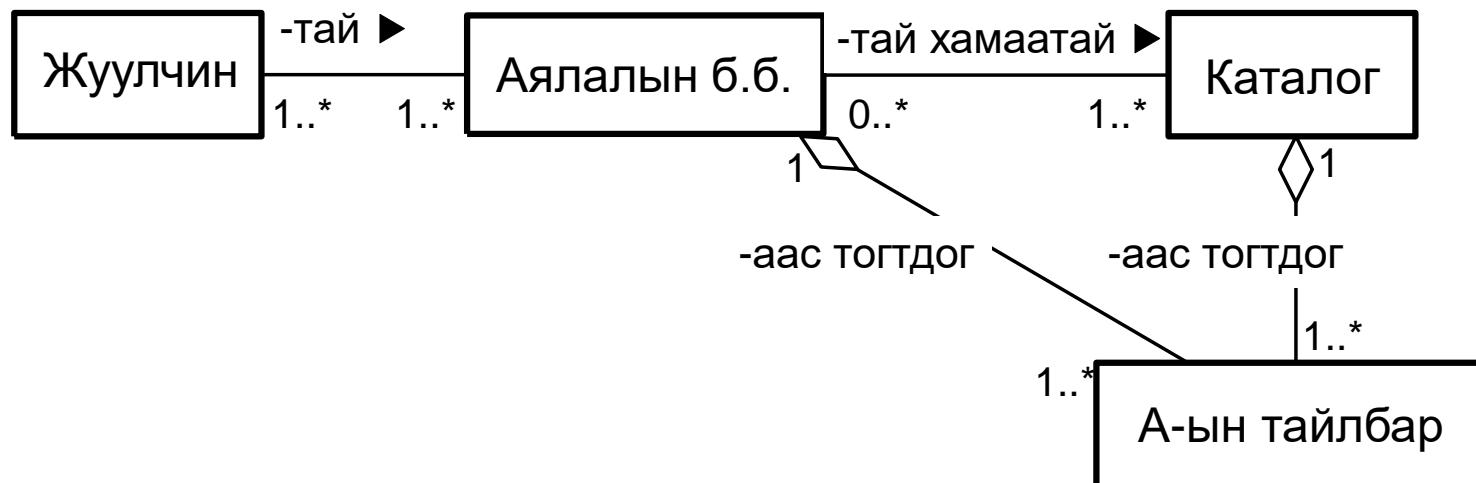 -тай ▶
-тай хамаатай ▶
Жуулчин
Аялалын б.б.
Каталог
1..*
1..*
0..*
1..*
1
1
-аас тогтдог
-аас тогтдог
1..*
1..*
А-ын тайлбар